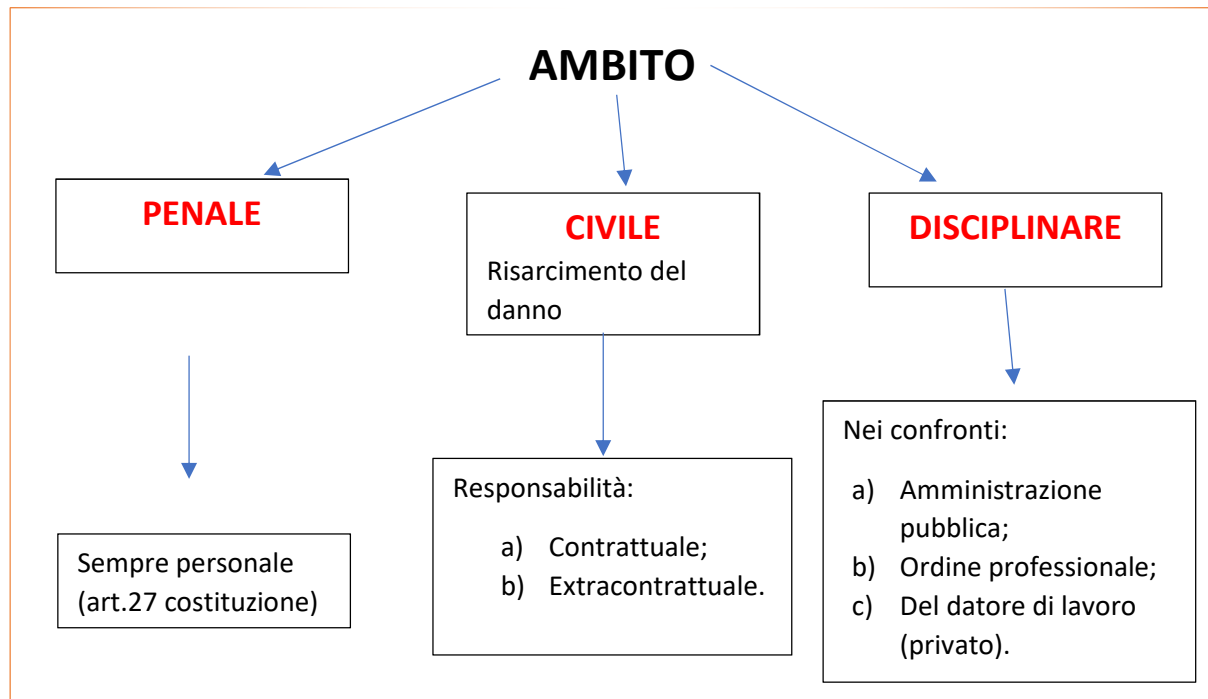 AMBITO
PENALE
CIVILE
Risarcimento del
danno
DISCIPLINARE
Sempre personale
(art.27 costituzione)
Responsabilità:
a) Contrattuale;
b) Extracontrattuale.
Nei confronti:
a) Amministrazione
pubblica;
b) Ordine professionale;
c) Del datore di lavoro
(privato).